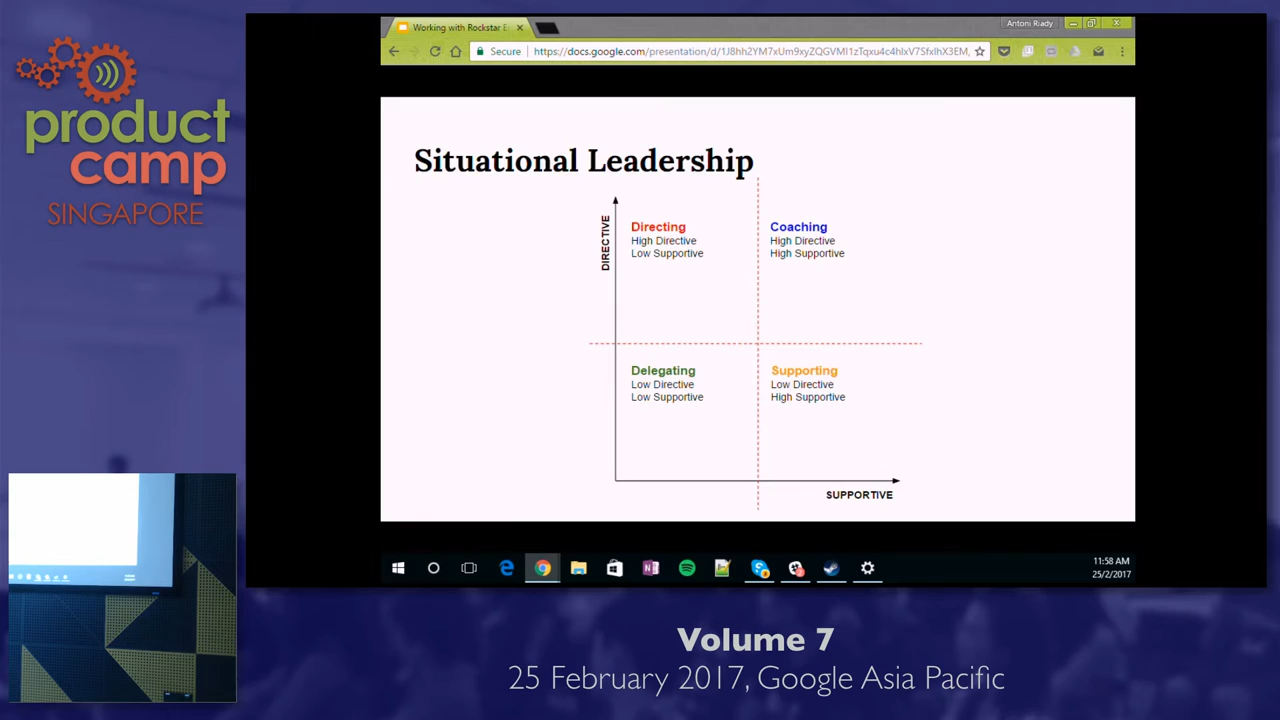 product
camp
SINGAPORE
Working with Rockstar E
Antoni Riady
Secure
https://docs.google.com/presentation/d/1J8hh2YM7xUm9xyZQGVMI1zTqxu4c4hlxV7SfxlhX3EM,
Situational Leadership
DIRECTIVE
Directing
High Directive
Low Supportive
Coaching
High Directive
High Supportive
Delegating
Low Directive
Low Supportive
Supporting
Low Directive
High Supportive
SUPPORTIVE
11:58 AM
25/2/2017
Volume 7
25 February 2017, Google Asia Pacific